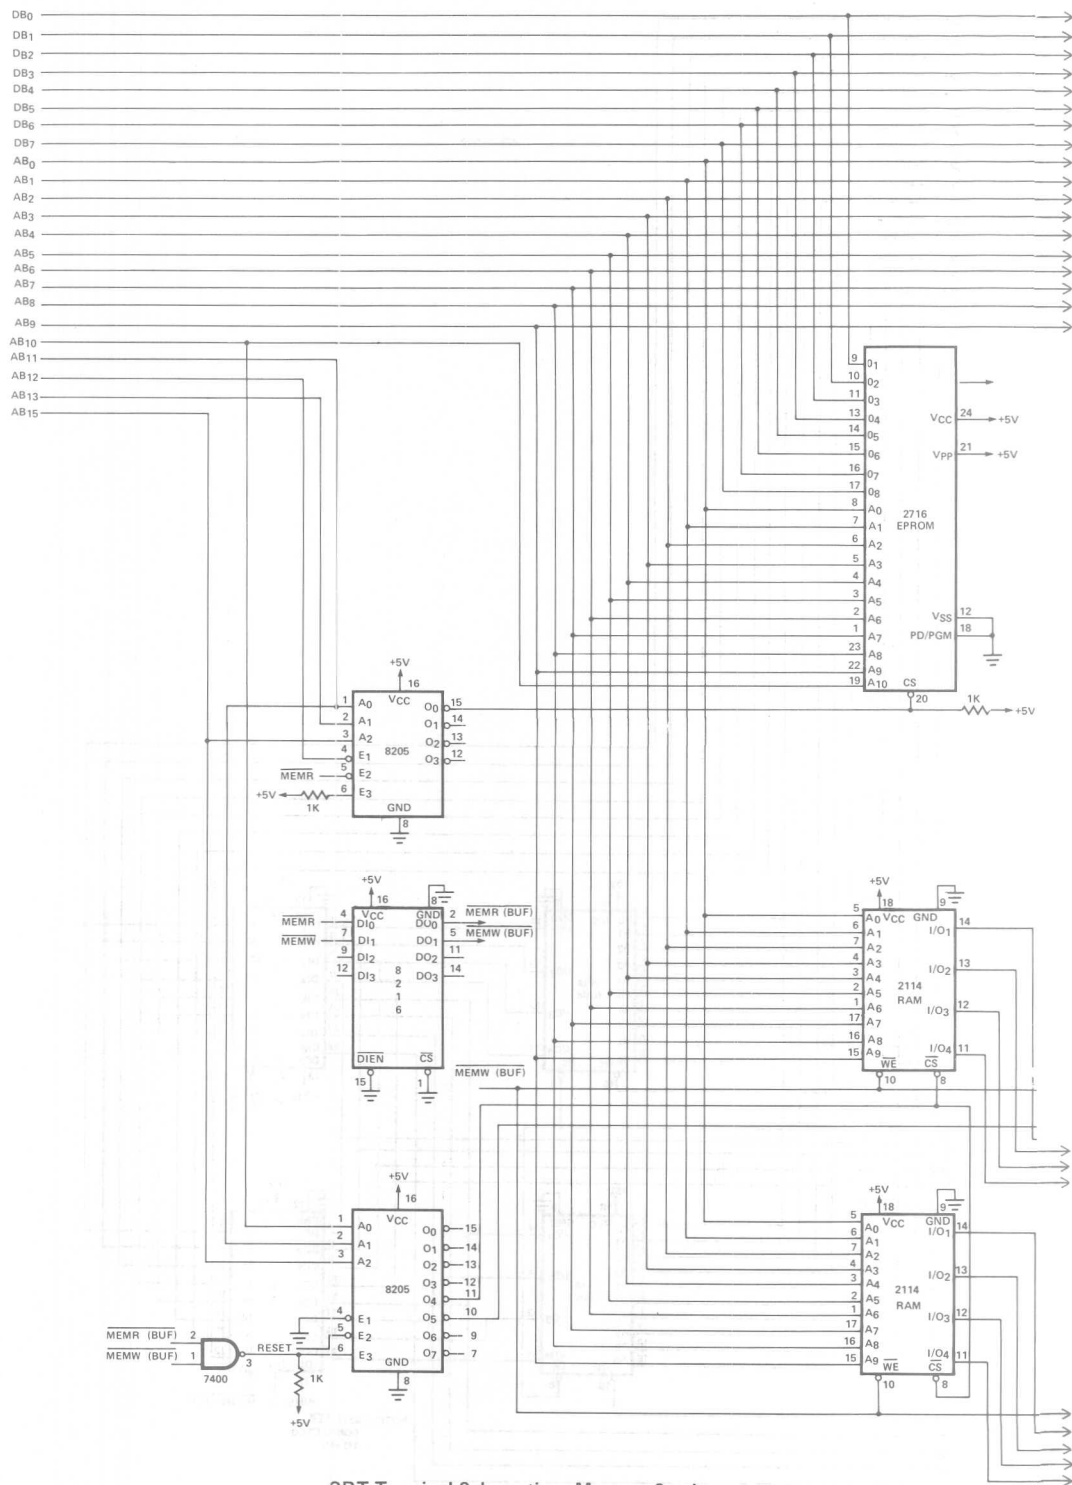 DB0
DB1
DB2
DB3
DB4
DB5
DB6
DB7
AB0
AB1
AB2
AB3
AB4
AB5
AB6
AB7
AB8
AB9
AB10
AB11
AB12
AB13
AB15
9 O1
10 O2
11 O3
13 O4
14 O5
15 O6
16 O7
17 O8
8 A0
7 A1
6 A2
5 A3
4 A4
3 A5
2 A6
1 A7
23 A8
22 A9
19 A10
2716
EPROM
VCC 24 +5V
VPP 21 +5V
VSS 12
PD/PGM 18
CS
20
1K
+5V
+5V
16
VCC
1 A0
2 A1
3 A2
4 E1
5 E2
6 E3
MEMR
+5V
1K
8205
O0 15
O1 14
O2 13
O3 12
GND
8
+5V
16
VCC
GND
8
MEMR 4 DI0
MEMW 7 DI1
9 DI2
12 DI3
DO0 2 MEMR (BUF)
DO1 5 MEMW (BUF)
DO2 11
DO3 14
8
2
1
6
DIEN
15
CS
1
MEMW (BUF)
+5V
18
VCC
GND
9
5 A0
6 A1
7 A2
4 A3
3 A4
2 A5
1 A6
17 A7
16 A8
15 A9
2114
RAM
I/O1 14
I/O2 13
I/O3 12
I/O4 11
WE
10
CS
8
+5V
16
VCC
1 A0
2 A1
3 A2
8205
O0 15
O1 14
O2 13
O3 12
O4 11
O5 10
O6 9
O7 7
4 E1
5 E2
6 E3
GND
8
MEMR (BUF) 2
MEMW (BUF) 1
7400
3
RESET
1K
+5V
+5V
18
VCC
GND
9
5 A0
6 A1
7 A2
4 A3
3 A4
2 A5
1 A6
17 A7
16 A8
15 A9
2114
RAM
I/O1 14
I/O2 13
I/O3 12
I/O4 11
WE
10
CS
8